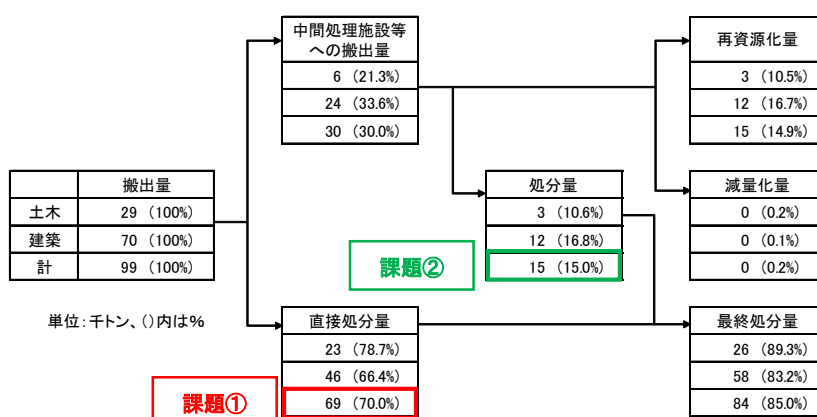 中間処理施設等
への搬出量
6 (21.3%)
24 (33.6%)
30 (30.0%)
再資源化量
3 (10.5%)
12 (16.7%)
15 (14.9%)
搬出量
土木 29 (100%)
建築 70 (100%)
計 99 (100%)
処分量
3 (10.6%)
12 (16.8%)
15 (15.0%)
減量化量
0 (0.2%)
0 (0.1%)
0 (0.2%)
課題②
単位:千トン、()内は%
直接処分量
23 (78.7%)
46 (66.4%)
69 (70.0%)
最終処分量
26 (89.3%)
58 (83.2%)
84 (85.0%)
課題①